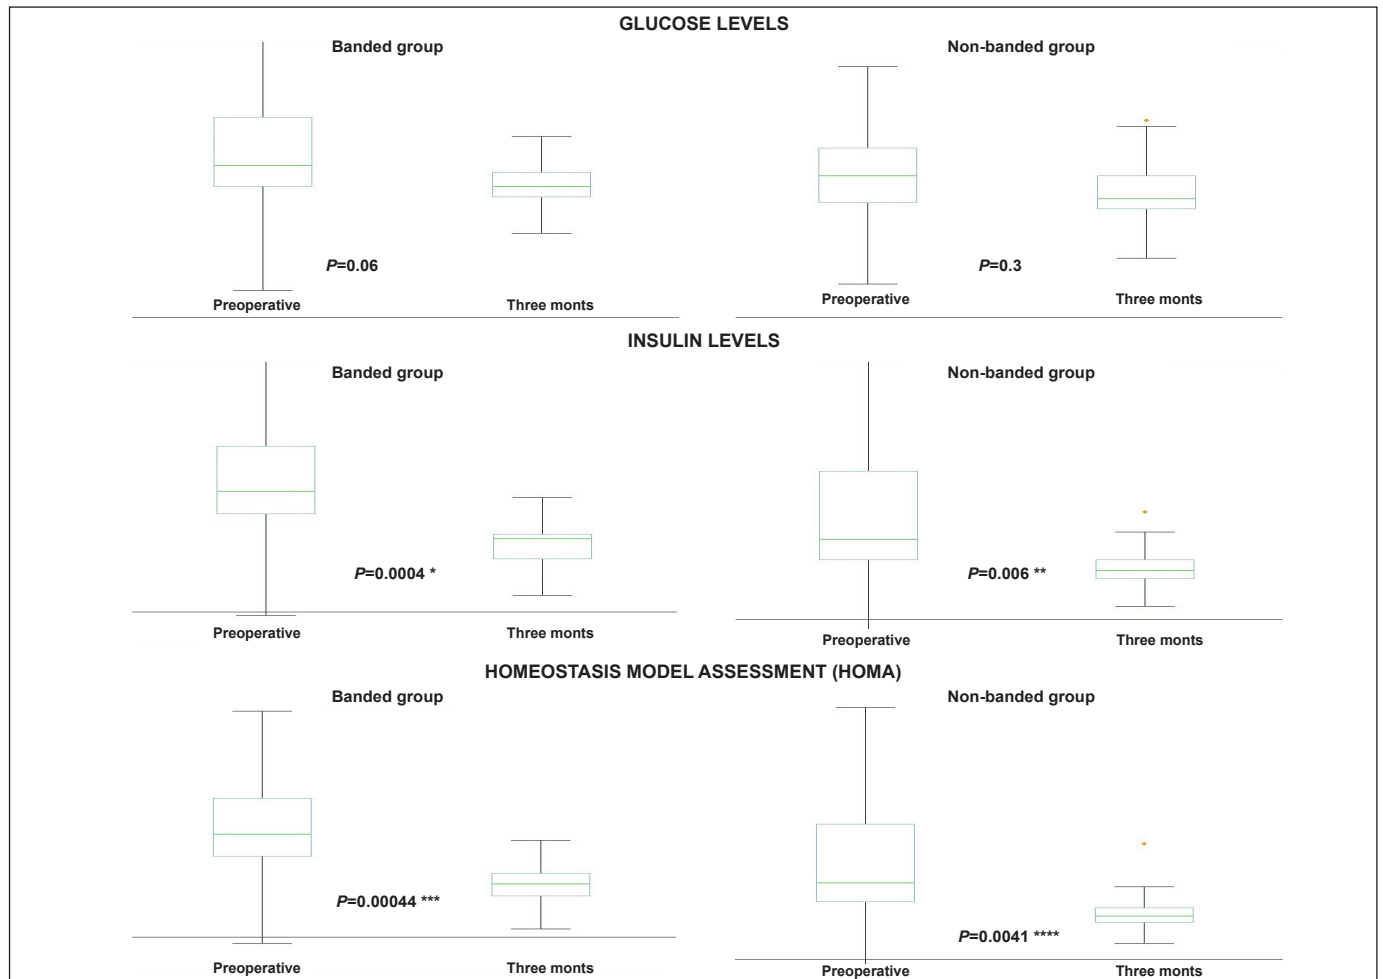 GLUCOSE LEVELS
Banded group
Non-banded group
P=0.06
P=0.3
Preoperative
Three monts
Preoperative
Three monts
INSULIN LEVELS
Banded group
Non-banded group
P=0.0004 *
P=0.006 **
Preoperative
Three monts
Preoperative
Three monts
HOMEOSTASIS MODEL ASSESSMENT (HOMA)
Banded group
Non-banded group
P=0.00044 ***
P=0.0041 ****
Preoperative
Three monts
Preoperative
Three monts